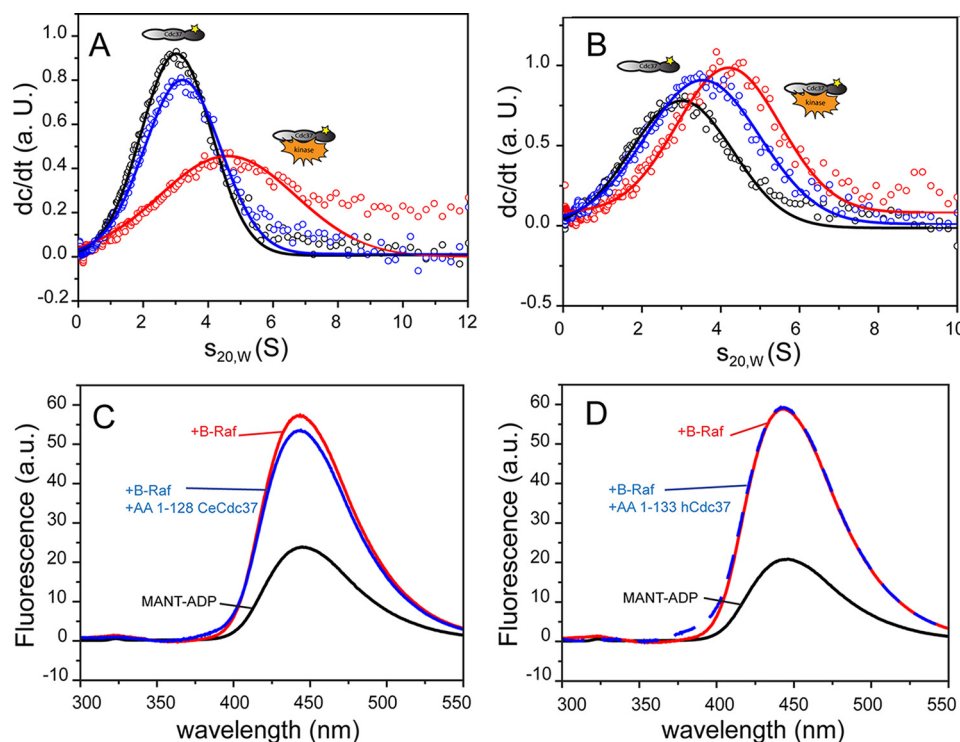 A
Cdc37
Cdc37
kinase
dc/dt (a. U.)
1.0
0.8
0.6
0.4
0.2
0.0
-0.2
0 2 4 6 8 10 12
s20,W (S)
B
Cdc37
Cdc37
kinase
dc/dt (a. U.)
1.0
0.5
0.0
-0.5
0 2 4 6 8 10
s20,W (S)
C
+B-Raf
+B-Raf
+AA 1-128 CeCdc37
MANT-ADP
Fluorescence (a.u.)
60
50
40
30
20
10
0
-10
300 350 400 450 500 550
wavelength (nm)
D
+B-Raf
+B-Raf
+AA 1-133 hCdc37
MANT-ADP
Fluorescence (a.u.)
60
50
40
30
20
10
0
-10
300 350 400 450 500 550
wavelength (nm)